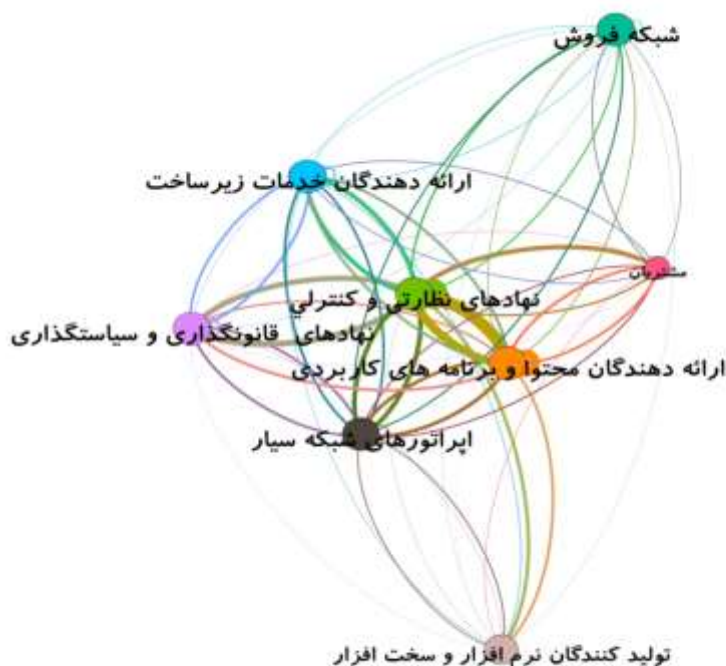 شبکه فروش
ارائه دهندگان خدمات زیرساخت
مشتریان
نهادهای نظارتی و کنترلي
نهادهای قانونگذاری و سیاستگذاری
ارائه دهندگان محتوا و برنامه های کاربردی
اپراتورهای شبکه سیار
تولید کنندگان نرم افزار و سخت افزار